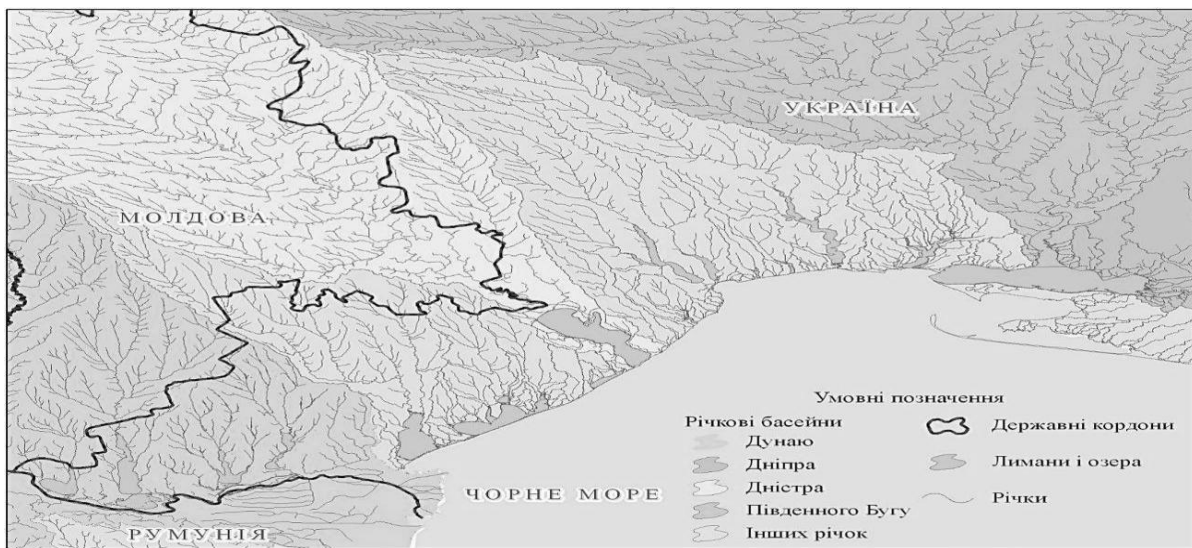 УКРАЇНА
МОЛДОВА
ЧОРНЕ МОРЕ
РУМУНІЯ
Умовні позначення
Річкові бассейни
Дунаю
Дніпра
Дністра
Південного Бугу
Інших річок
Державні кордони
Лимани і озера
Річки